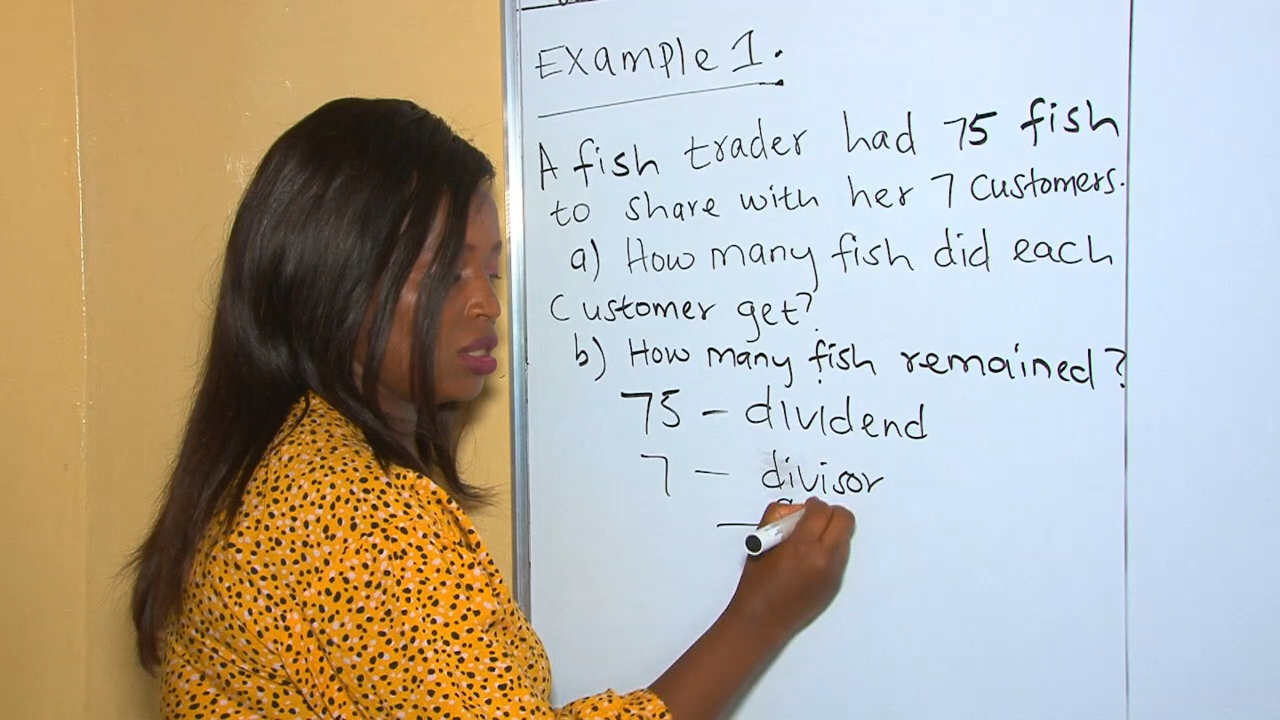 Example 1.
A fish trader had 75 fish
to share with her 7 customers.
a) How many fish did each
Customer get?
b) How many fish remained?
75 - dividend
7 - divisor